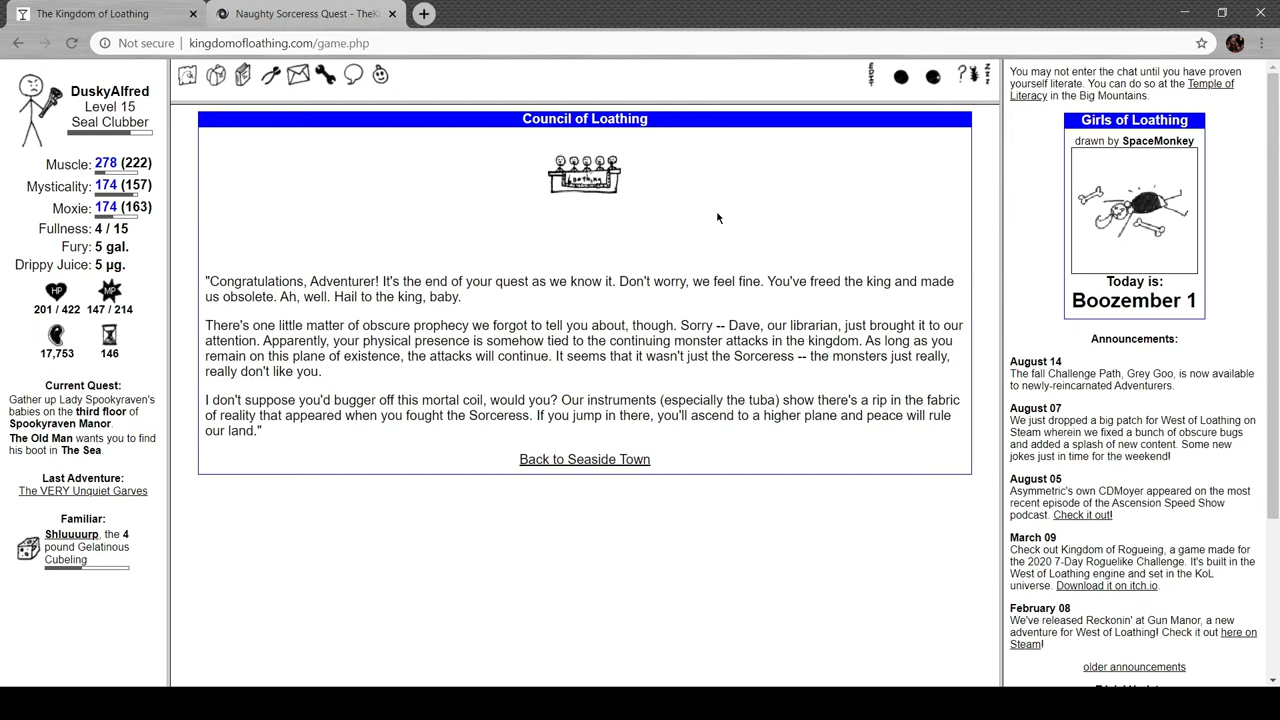 The Kingdom of Loathing
Naughty Sorceress Quest - TheKi
Not secure | kingdomofloathing.com/game.php
DuskyAlfred
Level 15
Seal Clubber
Muscle: 278 (222)
Mysticality: 174 (157)
Moxie: 174 (163)
Fullness: 4 / 15
Fury: 5 gal.
Drippy Juice: 5 µg.
HP
MP
201 / 422
147 / 214
17,753
146
Current Quest:
Gather up Lady Spookyraven's
babies on the third floor of
Spookyraven Manor.
The Old Man wants you to find
his boot in The Sea.
Last Adventure:
The VERY Unquiet Garves
Familiar:
Shluuuurp, the 4
pound Gelatinous
Cubeling
Council of Loathing
Loathing
"Congratulations, Adventurer! It's the end of your quest as we know it. Don't worry, we feel fine. You've freed the king and made
us obsolete. Ah, well. Hail to the king, baby.
There's one little matter of obscure prophecy we forgot to tell you about, though. Sorry -- Dave, our librarian, just brought it to our
attention. Apparently, your physical presence is somehow tied to the continuing monster attacks in the kingdom. As long as you
remain on this plane of existence, the attacks will continue. It seems that it wasn't just the Sorceress -- the monsters just really,
really don't like you.
I don't suppose you'd bugger off this mortal coil, would you? Our instruments (especially the tuba) show there's a rip in the fabric
of reality that appeared when you fought the Sorceress. If you jump in there, you'll ascend to a higher plane and peace will rule
our land."
Back to Seaside Town
You may not enter the chat until you have proven
yourself literate. You can do so at the Temple of
Literacy in the Big Mountains.
Girls of Loathing
drawn by SpaceMonkey
Today is:
Boozember 1
Announcements:
August 14
The fall Challenge Path, Grey Goo, is now available
to newly-reincarnated Adventurers.
August 07
We just dropped a big patch for West of Loathing on
Steam wherein we fixed a bunch of obscure bugs
and added a splash of new content. Some new
jokes just in time for the weekend!
August 05
Asymmetric's own CDMoyer appeared on the most
recent episode of the Ascension Speed Show
podcast. Check it out!
March 09
Check out Kingdom of Rogueing, a game made for
the 2020 7-Day Roguelike Challenge. It's built in the
West of Loathing engine and set in the KoL
universe. Download it on itch.io.
February 08
We've released Reckonin' at Gun Manor, a new
adventure for West of Loathing! Check it out here on
Steam!
older announcements